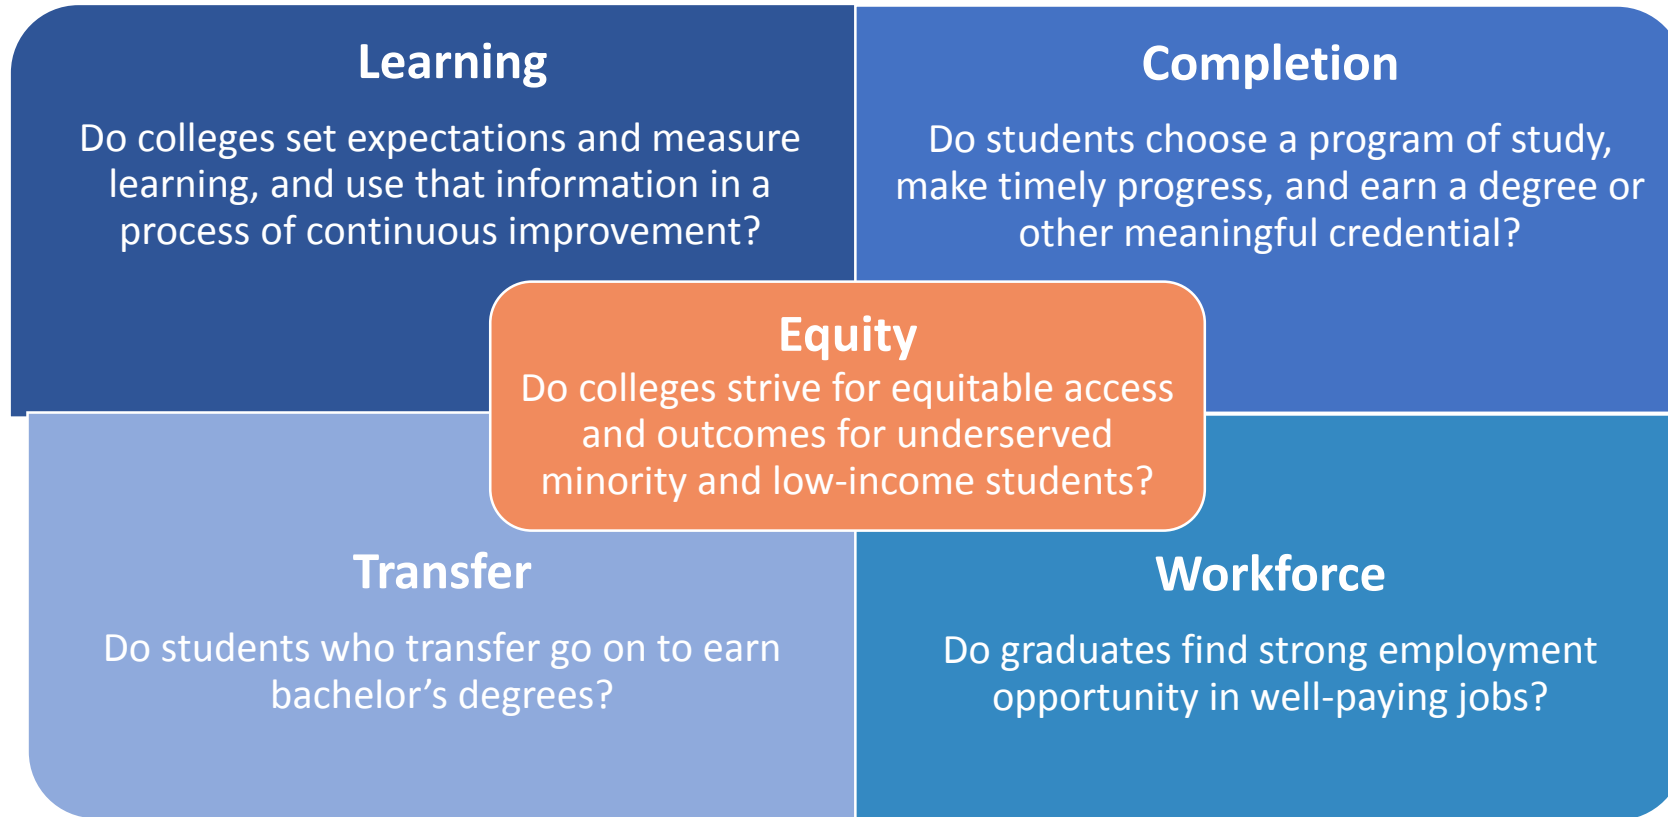 Learning
Do colleges set expectations and measure
learning, and use that information in a
process of continuous improvement?
Completion
Do students choose a program of study,
make timely progress, and earn a degree or
other meaningful credential?
Equity
Do colleges strive for equitable access
and outcomes for underserved
minority and low-income students?
Transfer
Do students who transfer go on to earn
bachelor’s degrees?
Workforce
Do graduates find strong employment
opportunity in well-paying jobs?